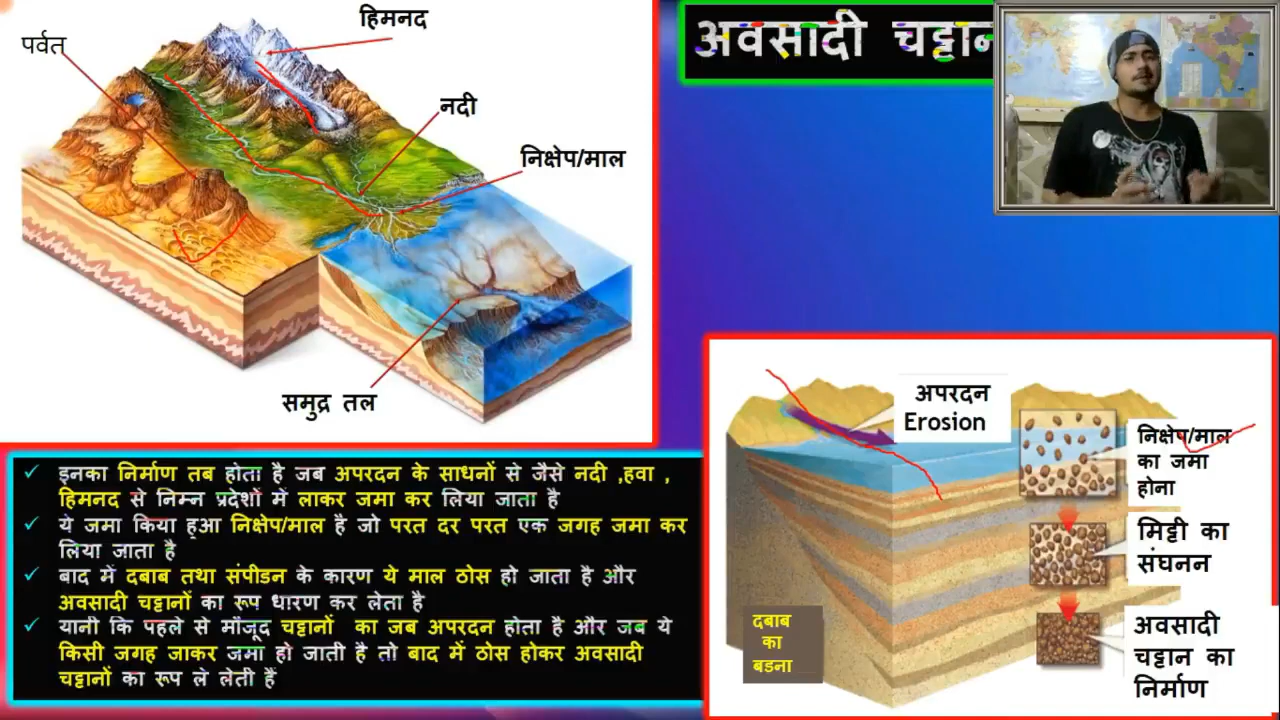 हिमनद
पर्वत
नदी
निक्षेप/माल
समुद्र तल
अवसादी चट्टान
✓ इनका निर्माण तब होता है जब अपरदन के साधनों से जैसे नदी ,हवा ,
हिमनद से निम्न प्रदेशों में लाकर जमा कर लिया जाता है
✓ ये जमा किया हुआ निक्षेप/माल है जो परत दर परत एक जगह जमा कर
लिया जाता है
✓ बाद में दबाव तथा संपीडन के कारण ये माल ठोस हो जाता है और
अवसादी चट्टानों का रूप धारण कर लेता है
✓ यानी कि पहले से मौजूद चट्टानों का जब अपरदन होता है और जब ये
किसी जगह जाकर जमा हो जाती है तो बाद में ठोस होकर अवसादी
चट्टानों का रूप ले लेती हैं
अपरदन
Erosion
निक्षेप/माल
का जमा
होना
मिट्टी का
संघनन
दबाब
का
बडना
अवसादी
चट्टान का
निर्माण